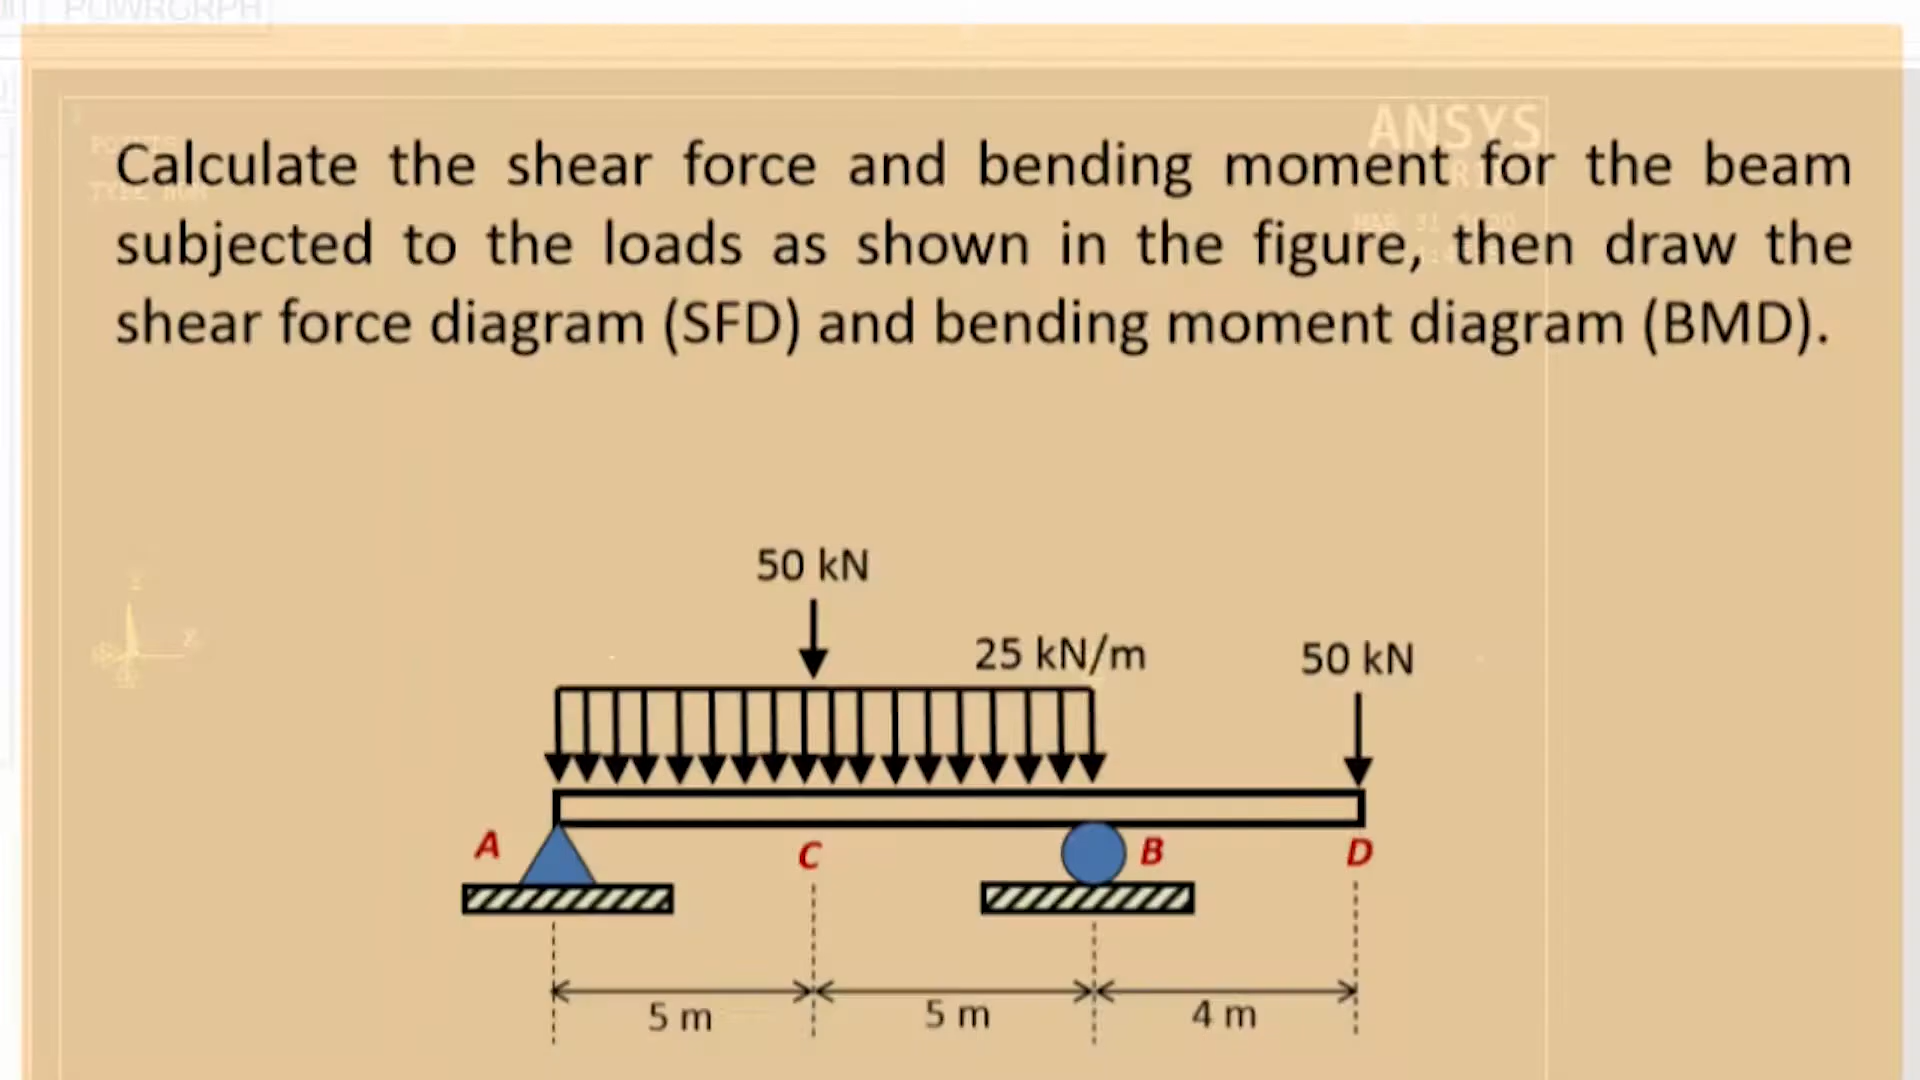 POWRGRPH
ANSYS
Calculate the shear force and bending moment for the beam
subjected to the loads as shown in the figure, then draw the
shear force diagram (SFD) and bending moment diagram (BMD).
50 kN
25 kN/m
50 kN
A
C
B
D
5 m
5 m
4 m